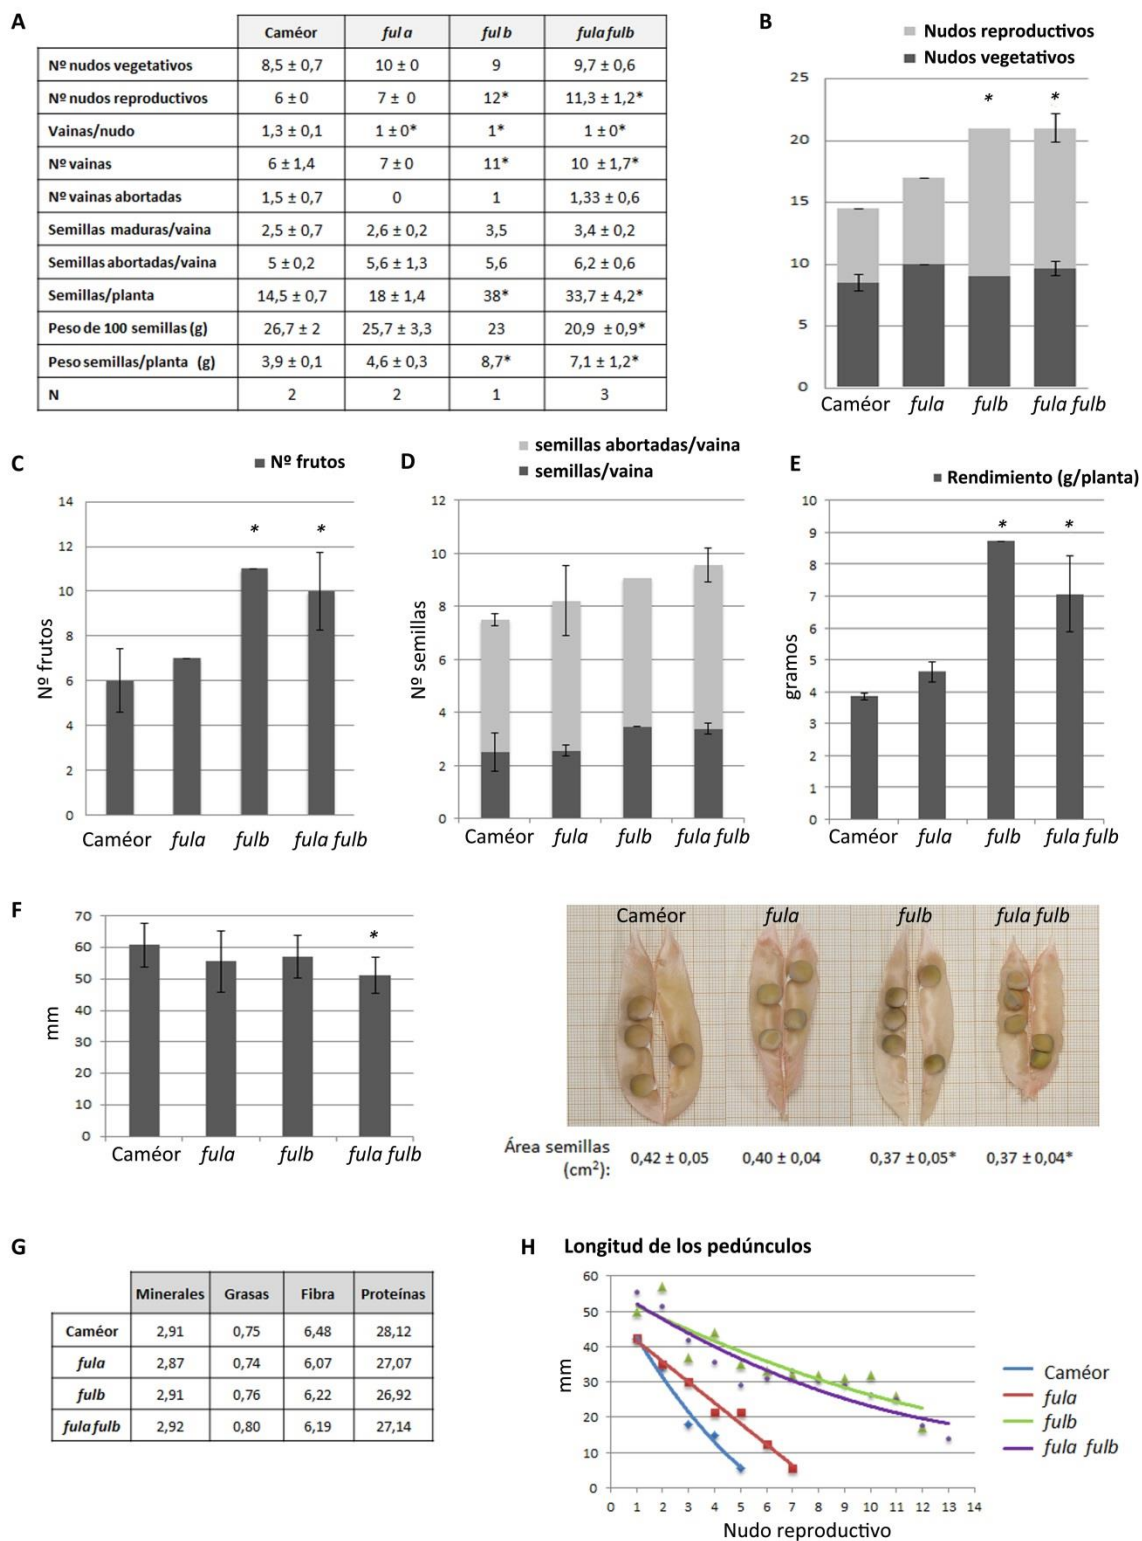 A
Caméor ful a ful b fula fulb
Nº nudos vegetativos 8,5 ± 0,7 10 ± 0 9 9,7 ± 0,6
Nº nudos reproductivos 6 ± 0 7 ± 0 12* 11,3 ± 1,2*
Vainas/nudo 1,3 ± 0,1 1 ± 0* 1* 1 ± 0*
Nº vainas 6 ± 1,4 7 ± 0 11* 10 ± 1,7*
Nº vainas abortadas 1,5 ± 0,7 0 1 1,33 ± 0,6
Semillas maduras/vaina 2,5 ± 0,7 2,6 ± 0,2 3,5 3,4 ± 0,2
Semillas abortadas/vaina 5 ± 0,2 5,6 ± 1,3 5,6 6,2 ± 0,6
Semillas/planta 14,5 ± 0,7 18 ± 1,4 38* 33,7 ± 4,2*
Peso de 100 semillas (g) 26,7 ± 2 25,7 ± 3,3 23 20,9 ± 0,9*
Peso semillas/planta (g) 3,9 ± 0,1 4,6 ± 0,3 8,7* 7,1 ± 1,2*
N 2 2 1 3
B
Nudos reproductivos
Nudos vegetativos
25
20
15
10
5
0
* *
Caméor fula fulb fula fulb
C
Nº frutos
Nº frutos
14
12
10
8
6
4
2
0
* *
Caméor fula fulb fula fulb
D
semillas abortadas/vaina
semillas/vaina
Nº semillas
12
10
8
6
4
2
0
Caméor fula fulb fula fulb
E
Rendimiento (g/planta)
gramos
10
9
8
7
6
5
4
3
2
1
0
* *
Caméor fula fulb fula fulb
F
mm
70
60
50
40
30
20
10
0
*
Caméor fula fulb fula fulb
Caméor fula fulb fula fulb
Área semillas
(cm²): 0,42 ± 0,05 0,40 ± 0,04 0,37 ± 0,05* 0,37 ± 0,04*
G
Minerales Grasas Fibra Proteínas
Caméor 2,91 0,75 6,48 28,12
fula 2,87 0,74 6,07 27,07
fulb 2,91 0,76 6,22 26,92
fula fulb 2,92 0,80 6,19 27,14
H Longitud de los pedúnculos
mm
60
50
40
30
20
10
0
0 1 2 3 4 5 6 7 8 9 10 11 12 13 14
Nudo reproductivo
Caméor
fula
fulb
fula fulb